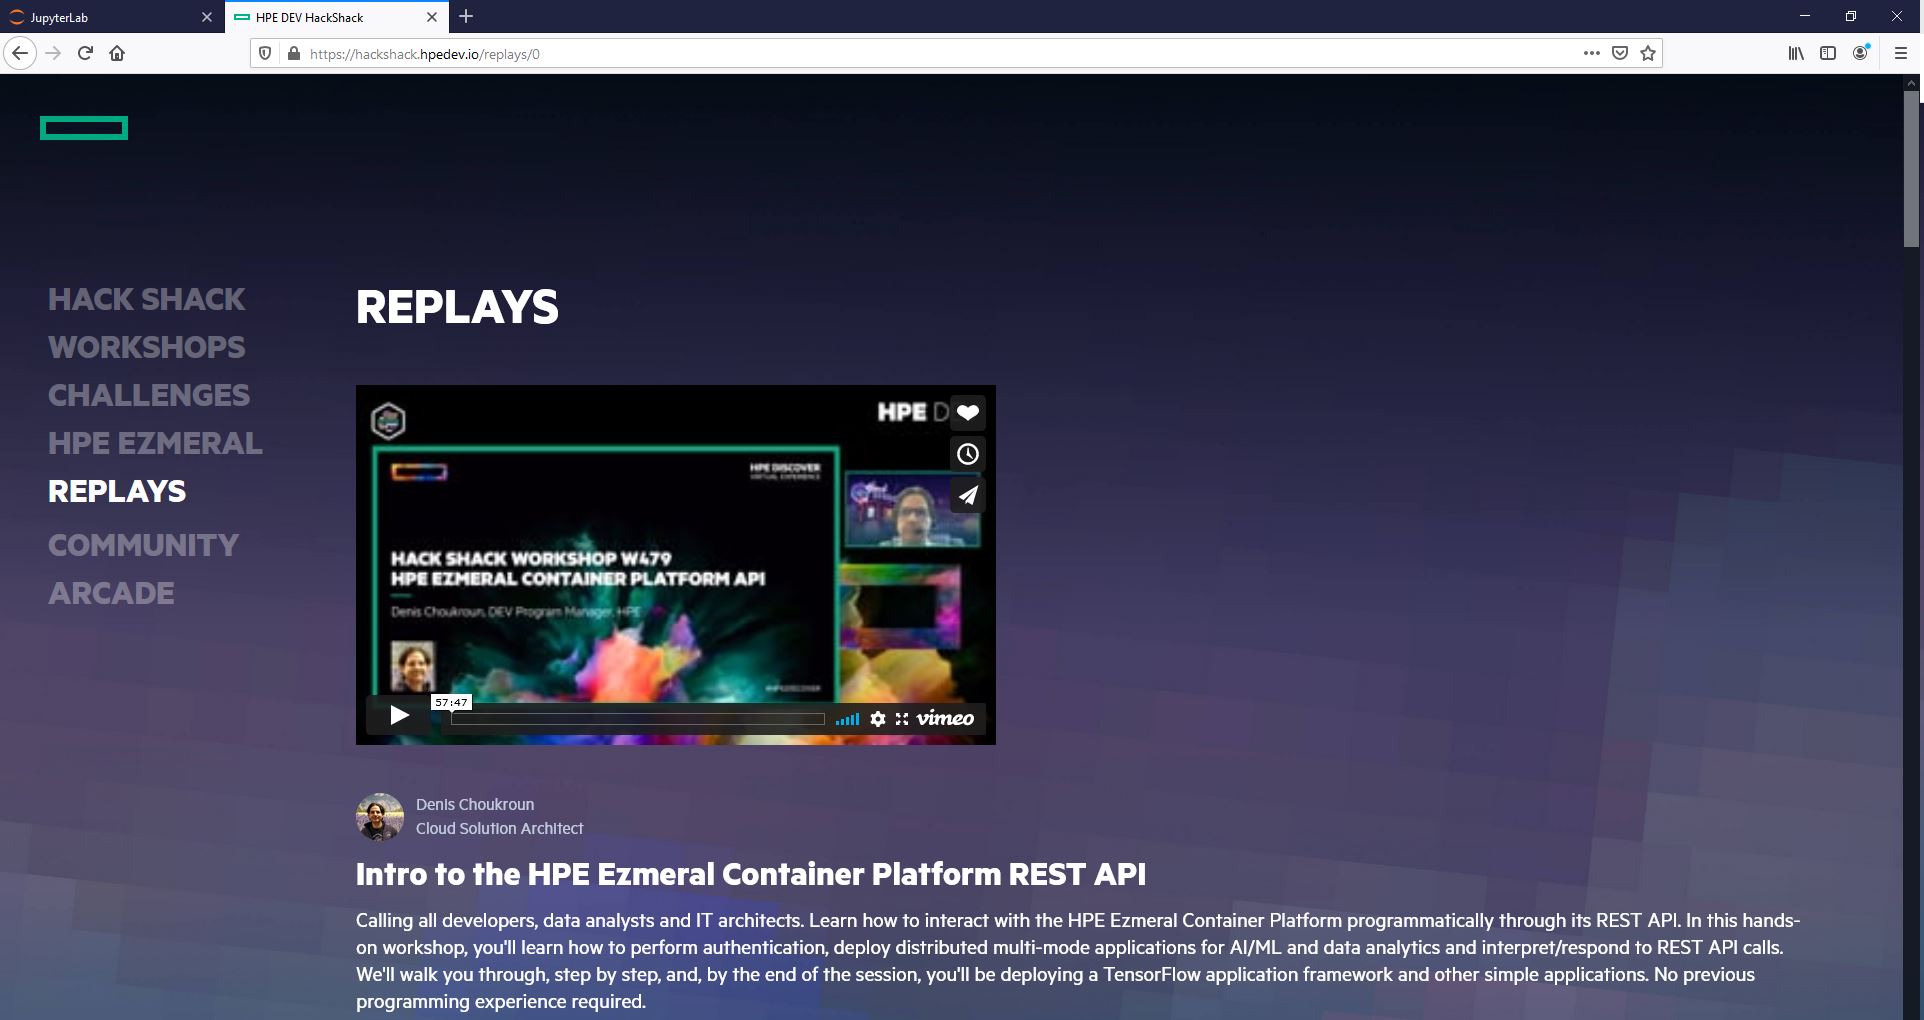 JupyterLab
HPE DEV HackShack
https://hackshack.hpedev.io/replays/0
HACK SHACK
WORKSHOPS
CHALLENGES
HPE EZMERAL
REPLAYS
COMMUNITY
ARCADE
REPLAYS
HPE D
HPE DISCOVER
VIRTUAL EXPERIENCE
HACK SHACK WORKSHOP W479
HPE EZMERAL CONTAINER PLATFORM API
Denis Choukroun, DEV Program Manager, HPE
#HPEDISCOVER
57:47
vimeo
Denis Choukroun
Cloud Solution Architect
Intro to the HPE Ezmeral Container Platform REST API
Calling all developers, data analysts and IT architects. Learn how to interact with the HPE Ezmeral Container Platform programmatically through its REST API. In this hands-
on workshop, you'll learn how to perform authentication, deploy distributed multi-mode applications for AI/ML and data analytics and interpret/respond to REST API calls.
We'll walk you through, step by step, and, by the end of the session, you'll be deploying a TensorFlow application framework and other simple applications. No previous
programming experience required.